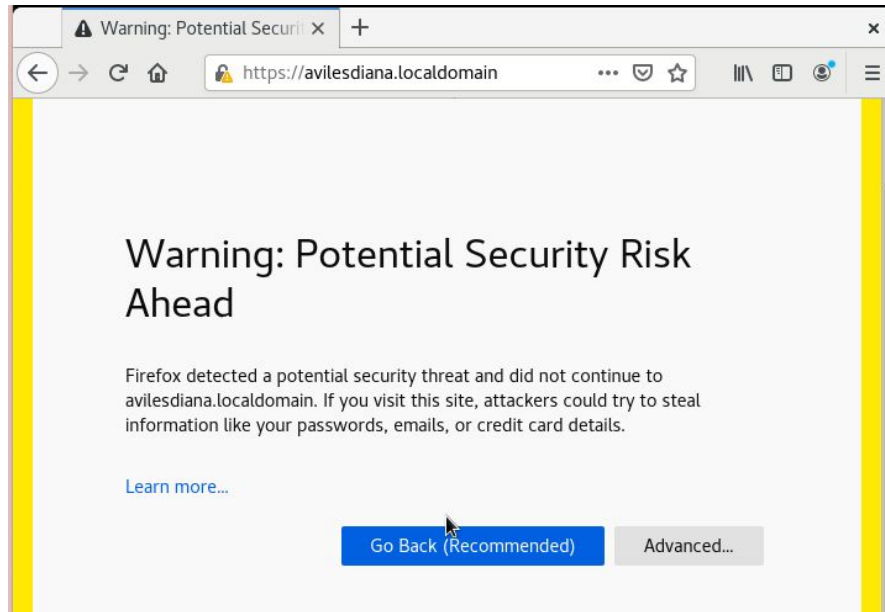 Warning: Potential Securit
https://avilesdiana.localdomain
Warning: Potential Security Risk
Ahead
Firefox detected a potential security threat and did not continue to
avilesdiana.localdomain. If you visit this site, attackers could try to steal
information like your passwords, emails, or credit card details.
Learn more...
Go Back (Recommended) Advanced...